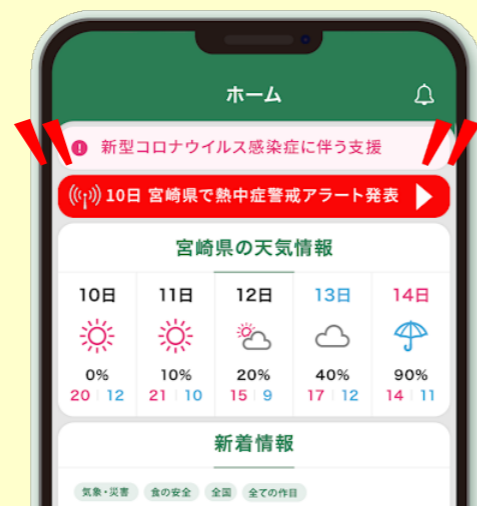 ホーム
新型コロナウイルス感染症に伴う支援
10日 宮崎県で熱中症警戒アラート発表
宮崎県の天気情報
10日 11日 12日 13日 14日
0% 10% 20% 40% 90%
20 12 21 10 15 9 17 12 14 11
新着情報
気象・災害 食の安全 全国 全ての作目